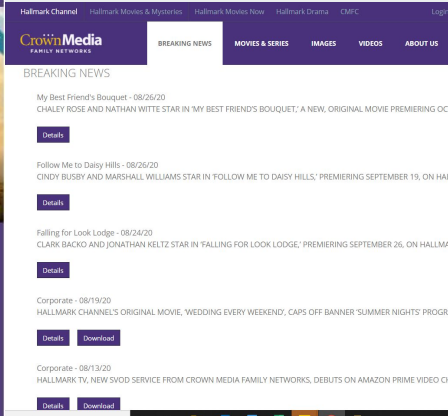 Hallmark Channel Hallmark Movies & Mysteries Hallmark Movies Now Hallmark Drama CMFC Login
Crown Media
FAMILY NETWORKS
BREAKING NEWS MOVIES & SERIES IMAGES VIDEOS ABOUT US
BREAKING NEWS
My Best Friend's Bouquet - 08/26/20
CHALEY ROSE AND NATHAN WITTE STAR IN 'MY BEST FRIEND'S BOUQUET,' A NEW, ORIGINAL MOVIE PREMIERING OC
Details
Follow Me to Daisy Hills - 08/26/20
CINDY BUSBY AND MARSHALL WILLIAMS STAR IN 'FOLLOW ME TO DAISY HILLS,' PREMIERING SEPTEMBER 19, ON HAL
Details
Falling for Look Lodge - 08/24/20
CLARK BACKO AND JONATHAN KELTZ STAR IN 'FALLING FOR LOOK LODGE,' PREMIERING SEPTEMBER 26, ON HALLMA
Details
Corporate - 08/19/20
HALLMARK CHANNEL'S ORIGINAL MOVIE, 'WEDDING EVERY WEEKEND', CAPS OFF BANNER 'SUMMER NIGHTS' PROGR
Details Download
Corporate - 08/13/20
HALLMARK TV, NEW SVOD SERVICE FROM CROWN MEDIA FAMILY NETWORKS, DEBUTS ON AMAZON PRIME VIDEO CH
Details Download